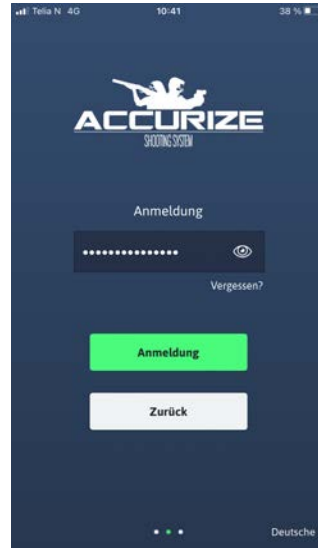 Telia N 4G 10:41 38 %
ACCURIZE
SHOOTING SYSTEM
Anmeldung
•••••••••••••••
Vergessen?
Anmeldung
Zurück
Deutsche